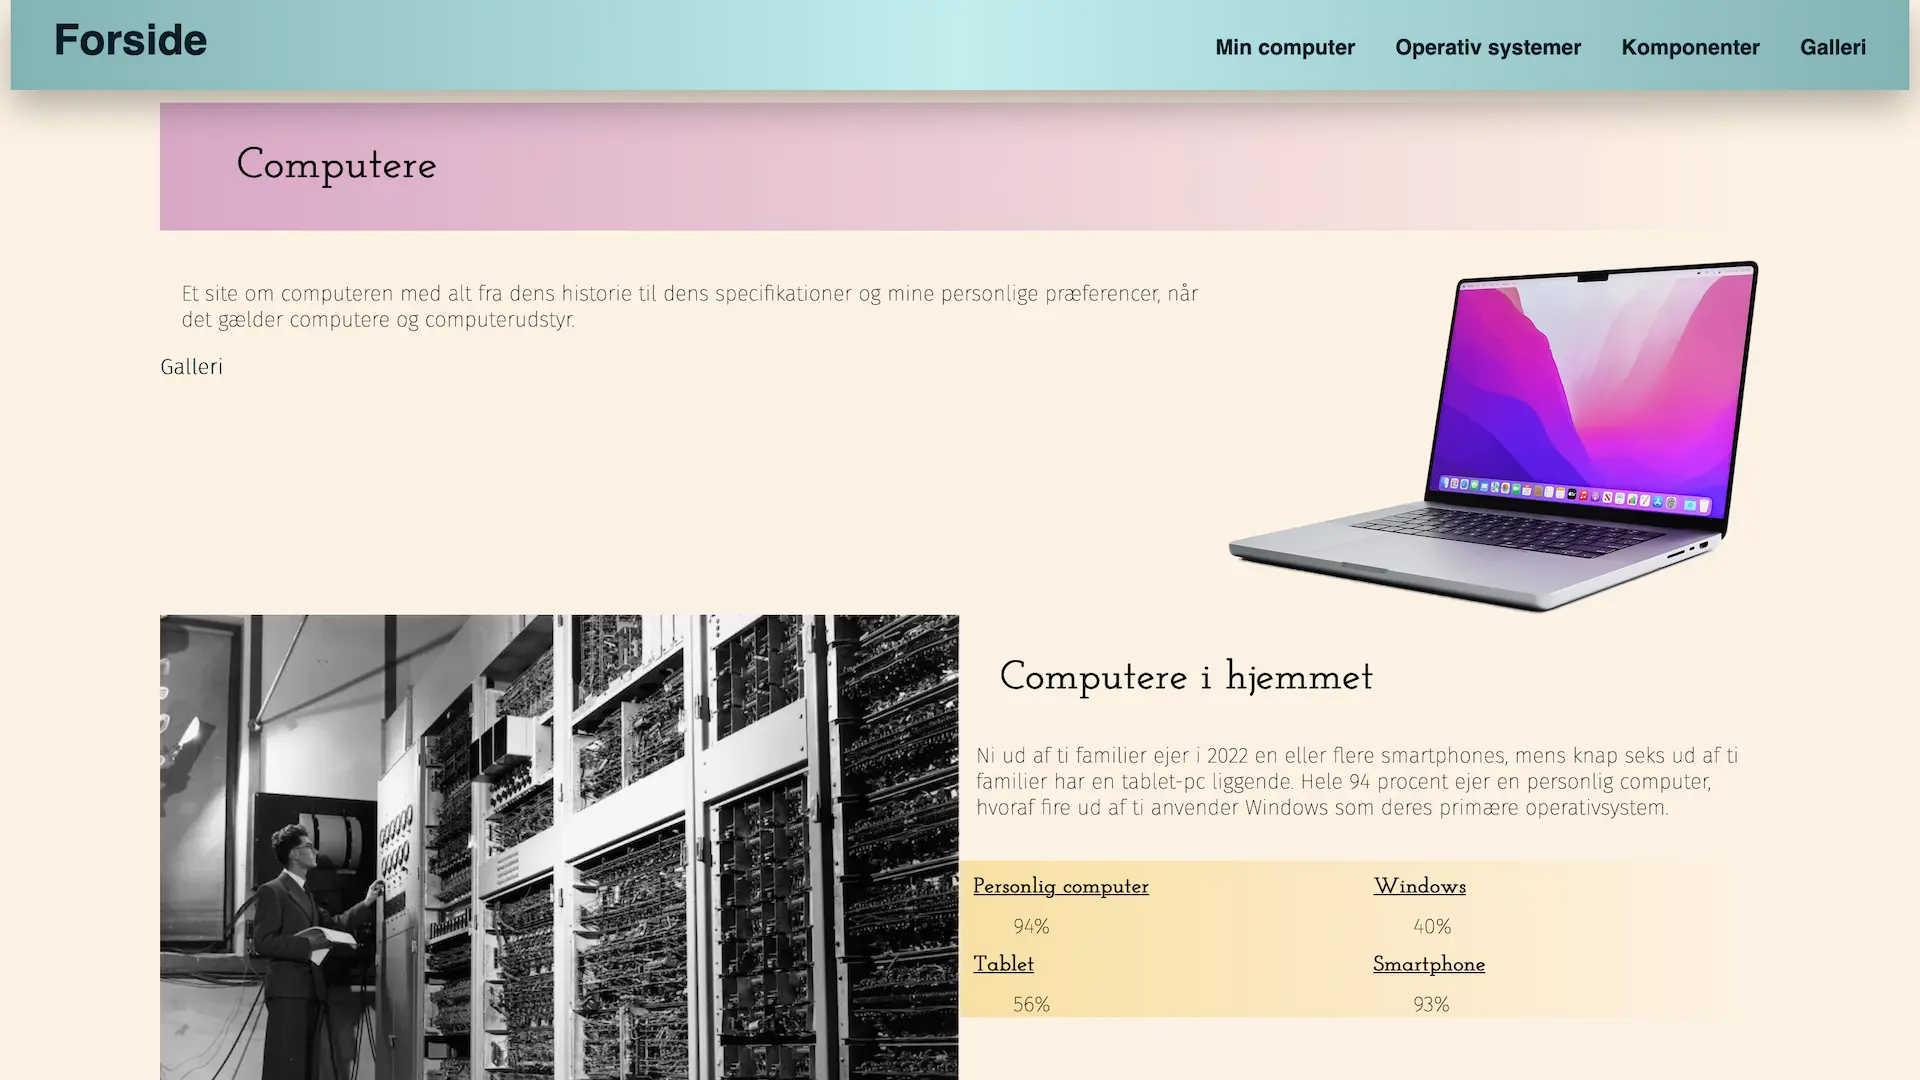 Forside
Min computer
Operativ systemer
Komponenter
Galleri
Computere
Et site om computeren med alt fra dens historie til dens specifikationer og mine personlige præferencer, når
det gælder computere og computerudstyr.
Galleri
Computere i hjemmet
Ni ud af ti familier ejer i 2022 en eller flere smartphones, mens knap seks ud af ti
familier har en tablet-pc liggende. Hele 94 procent ejer en personlig computer,
hvoraf fire ud af ti anvender Windows som deres primære operativsystem.
Personlig computer
94%
Windows
40%
Tablet
56%
Smartphone
93%